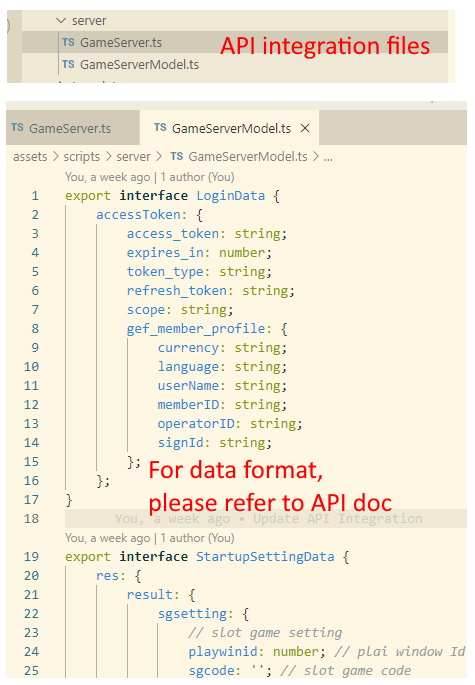 server
TS GameServer.ts
API integration files
TS GameServerModel.ts
TS GameServer.ts
TS GameServerModel.ts ×
assets > scripts > server > TS GameServerModel.ts > ...
You, a week ago | 1 author (You)
1 export interface LoginData {
2 accessToken: {
3 access_token: string;
4 expires_in: number;
5 token_type: string;
6 refresh_token: string;
7 scope: string;
8 gef_member_profile: {
9 currency: string;
10 language: string;
11 userName: string;
12 memberID: string;
13 operatorID: string;
14 signId: string;
15 };
16 };
17 }
For data format,
please refer to API doc
18 You, a week ago • Update API Integration
You, a week ago | 1 author (You)
19 export interface StartupSettingData {
20 res: {
21 result: {
22 sgsetting: {
23 // slot game setting
24 playwinid: number; // plai window Id
25 sgcode: ''; // slot game code